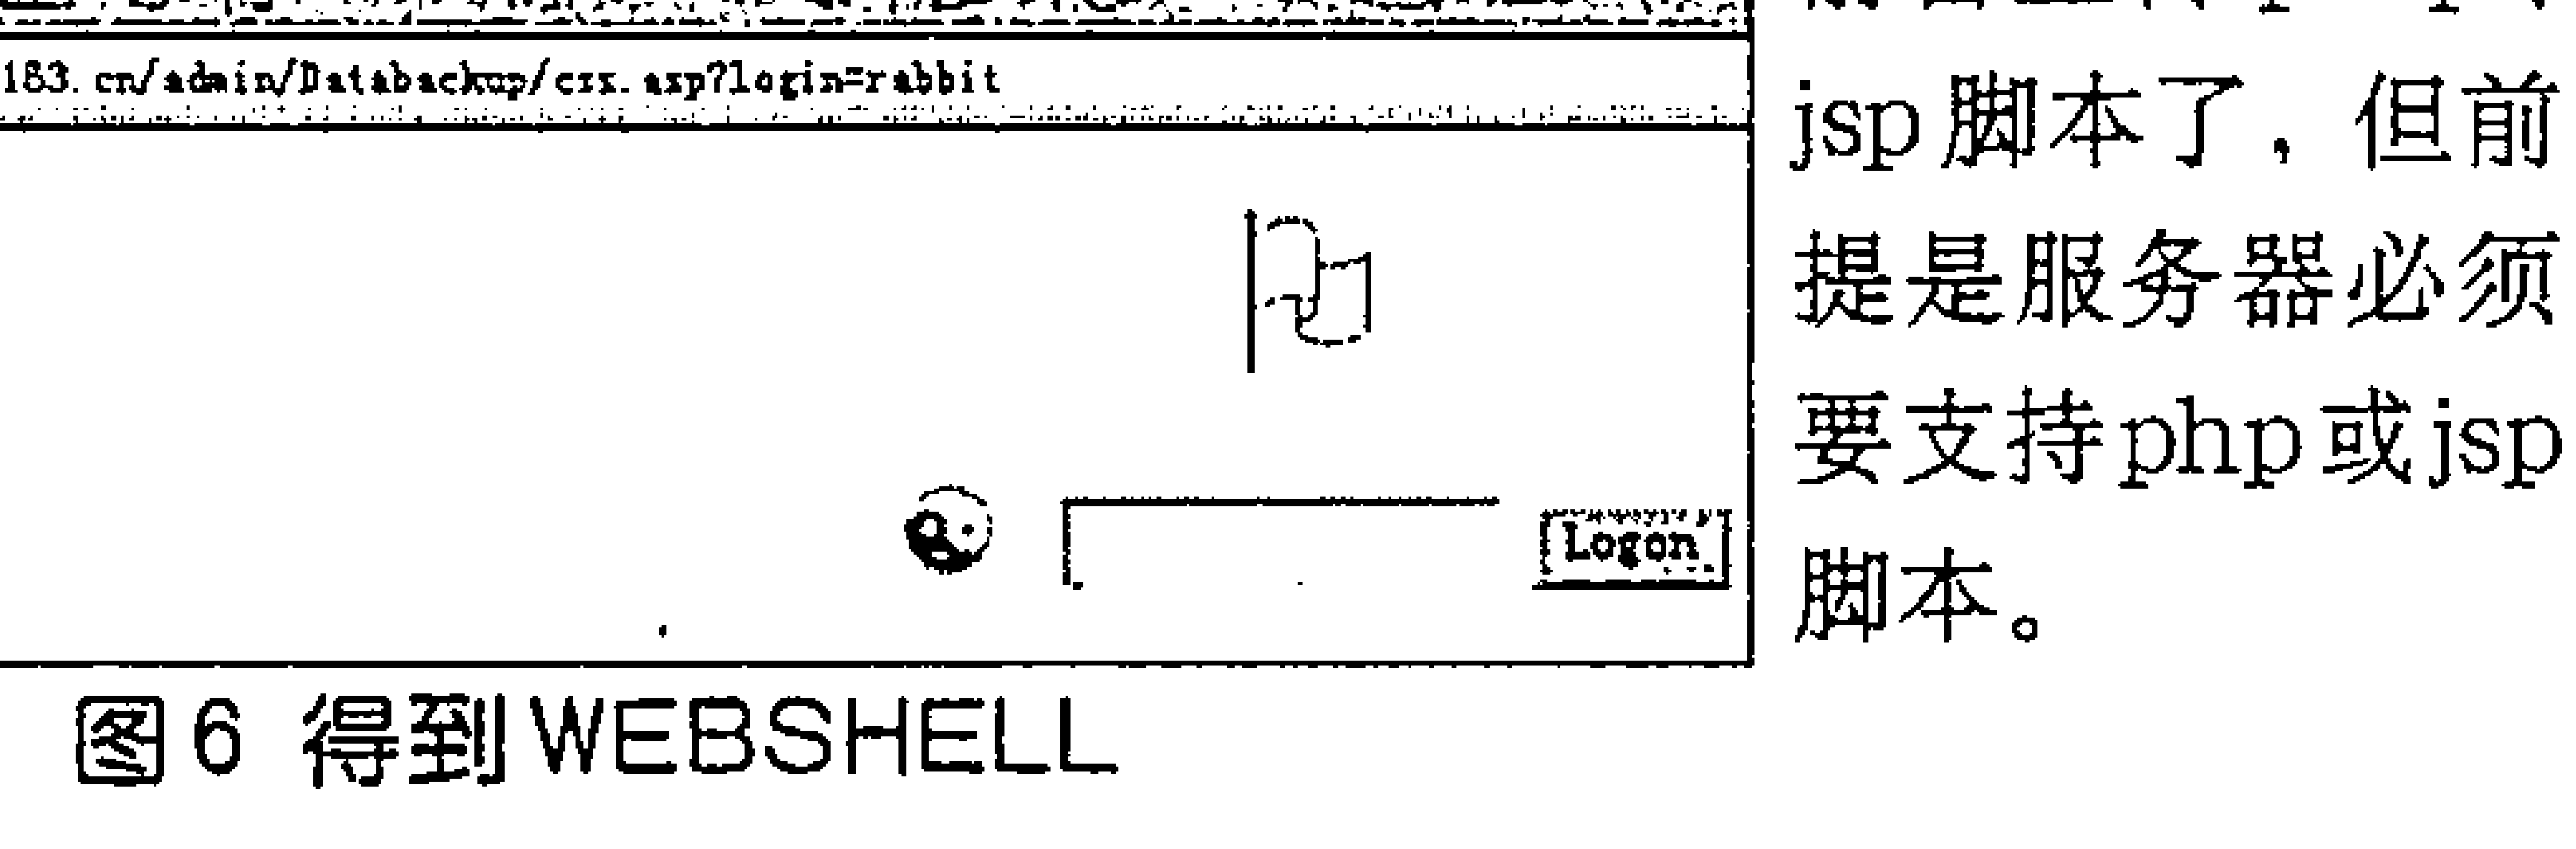 183.cn/admin/Databackup/csx.asp?login=rabbit
Logon
图6 得到WEBSHELL
jsp脚本了，但前
提是服务器必须
要支持php或jsp
脚本。